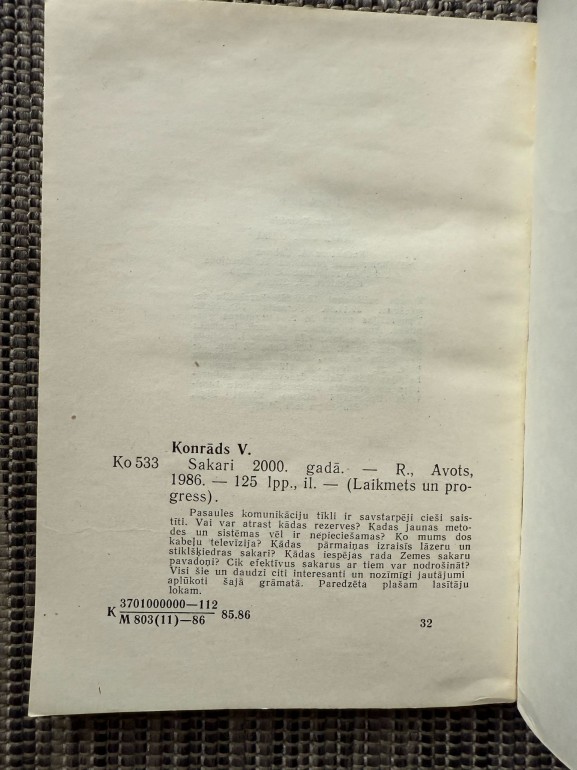 Konrāds V.
Ko 533 Sakari 2000. gadā. — R., Avots,
1986. — 125 lpp., il. — (Laikmets un pro-
gress).
Pasaules komunikāciju tīkli ir savstarpēji cieši sais-
tīti. Vai var atrast kādas rezerves? Kādas jaunas meto-
des un sistēmas vēl ir nepieciešamas? Ko mums dos
kabeļu televīzija? Kādas pārmaiņas izraisīs lāzeru un
stiklšķiedras sakari? Kādas iespējas rada Zemes sakaru
pavadoņi? Cik efektīvus sakarus ar tiem var nodrošināt?
Visi šie un daudzi citi interesanti un nozīmīgi jautājumi
aplūkoti šajā grāmatā. Paredzēta plašam lasītāju
lokam.
K 3701000000—112
M 803(11)—86 85.86
32